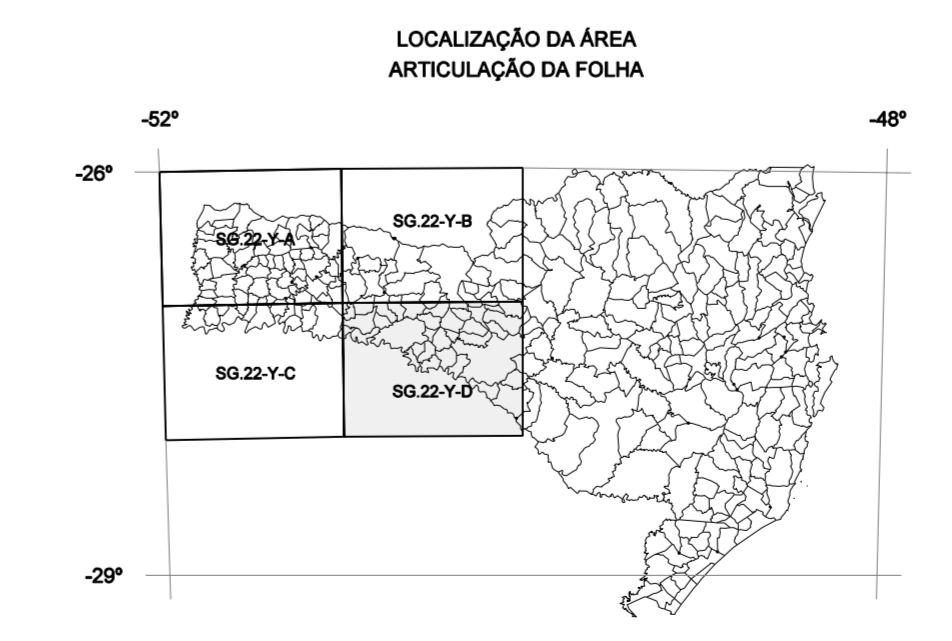 LOCALIZAÇÃO DA ÁREA
ARTICULAÇÃO DA FOLHA
-52º
-48º
-26º
SG.22-Y-A
SG.22-Y-B
SG.22-Y-C
SG.22-Y-D
-29º